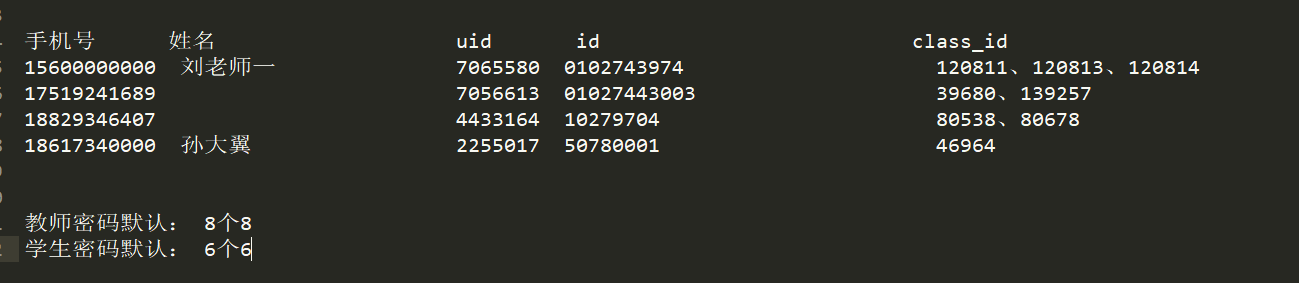 手机号 姓名 uid id class_id
15600000000 刘老师一 7065580 0102743974 120811、120813、120814
17519241689 7056613 01027443003 39680、139257
18829346407 4433164 10279704 80538、80678
18617340000 孙大翼 2255017 50780001 46964
教师密码默认： 8个8
学生密码默认： 6个6